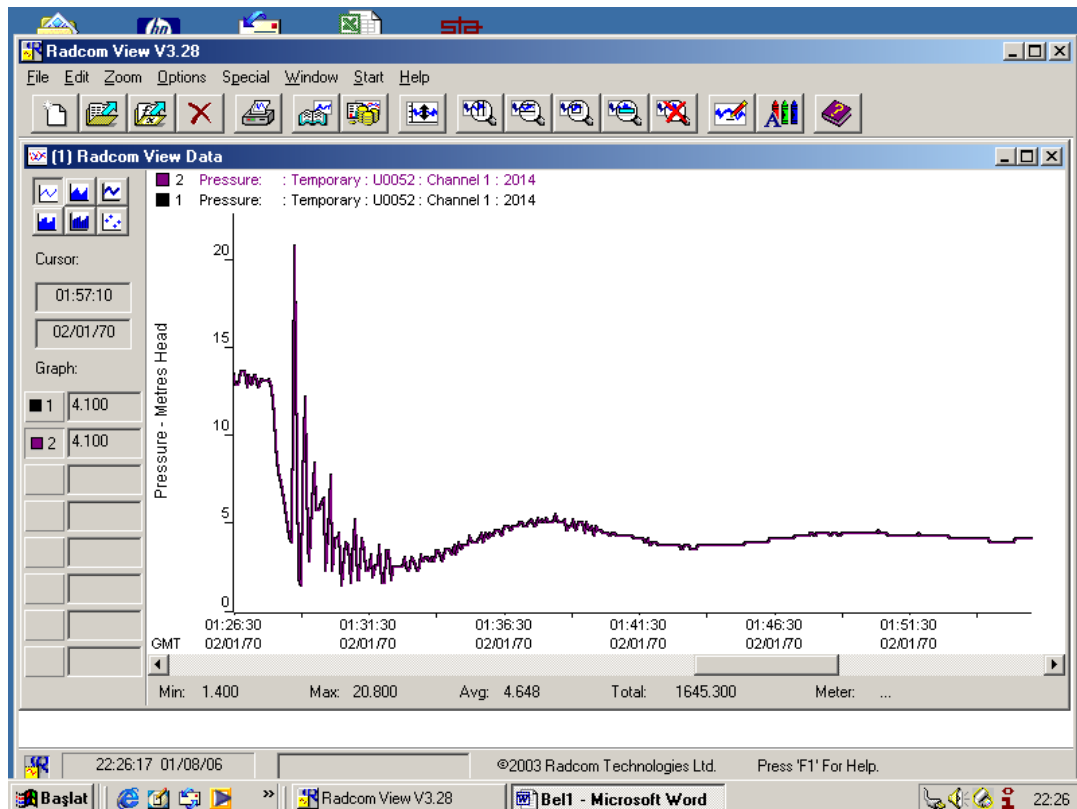 hp
sta
Radcom View V3.28
File Edit Zoom Options Special Window Start Help
(1) Radcom View Data
2 Pressure: : Temporary : U0052 : Channel 1 : 2014
1 Pressure: : Temporary : U0052 : Channel 1 : 2014
Cursor:
01:57:10
02/01/70
Graph:
1 4.100
2 4.100
Pressure - Metres Head
20
15
10
5
0
01:26:30 01:31:30 01:36:30 01:41:30 01:46:30 01:51:30
GMT 02/01/70 02/01/70 02/01/70 02/01/70 02/01/70 02/01/70
Min: 1.400 Max: 20.800 Avg: 4.648 Total: 1645.300 Meter: ...
22:26:17 01/08/06 ©2003 Radcom Technologies Ltd. Press 'F1' For Help.
Başlat » Radcom View V3.28 Bel1 - Microsoft Word 22:26